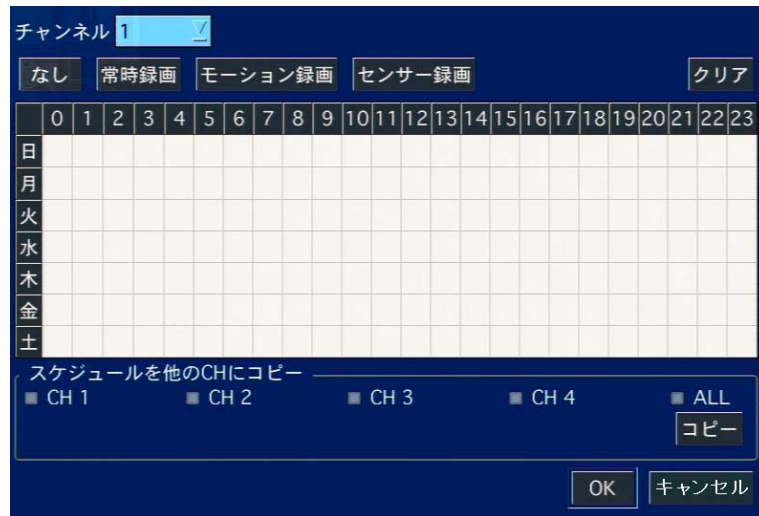 チャンネル 1
なし 常時録画 モーション録画 センサー録画 クリア
0 1 2 3 4 5 6 7 8 9 10 11 12 13 14 15 16 17 18 19 20 21 22 23
日
月
火
水
木
金
土
スケジュールを他のCHにコピー
CH 1 CH 2 CH 3 CH 4 ALL
コピー
OK キャンセル